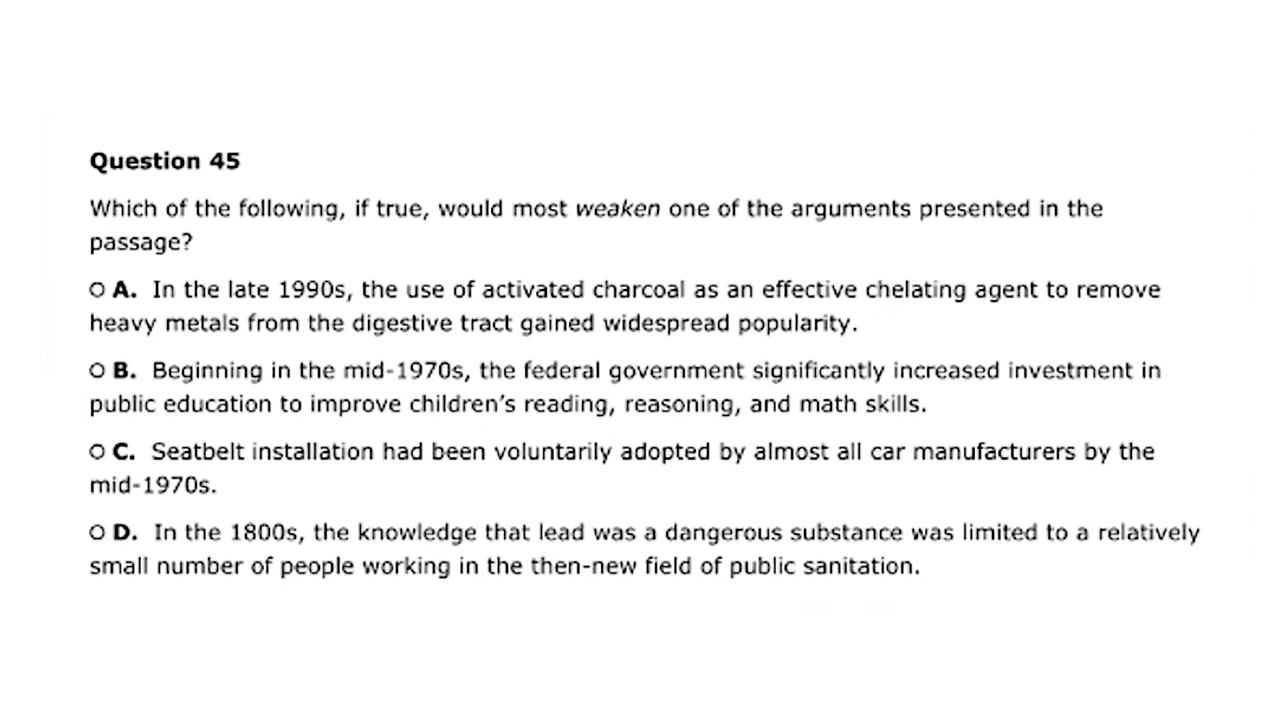 Question 45
Which of the following, if true, would most weaken one of the arguments presented in the
passage?
O A. In the late 1990s, the use of activated charcoal as an effective chelating agent to remove
heavy metals from the digestive tract gained widespread popularity.
O B. Beginning in the mid-1970s, the federal government significantly increased investment in
public education to improve children's reading, reasoning, and math skills.
O C. Seatbelt installation had been voluntarily adopted by almost all car manufacturers by the
mid-1970s.
O D. In the 1800s, the knowledge that lead was a dangerous substance was limited to a relatively
small number of people working in the then-new field of public sanitation.